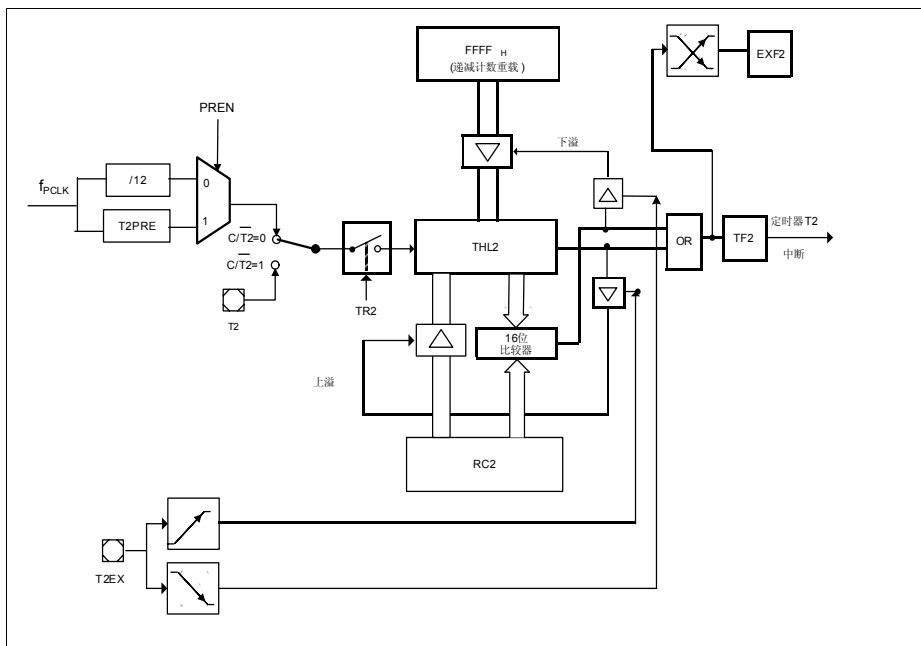 FFFF H
(递减计数重载)
EXF2
PREN
下溢
/12
0
fPCLK
T2PRE
1
C/T2=0
C/T2=1
T2
TR2
THL2
OR
TF2
定时器T2
中断
16位
比较器
上溢
RC2
T2EX